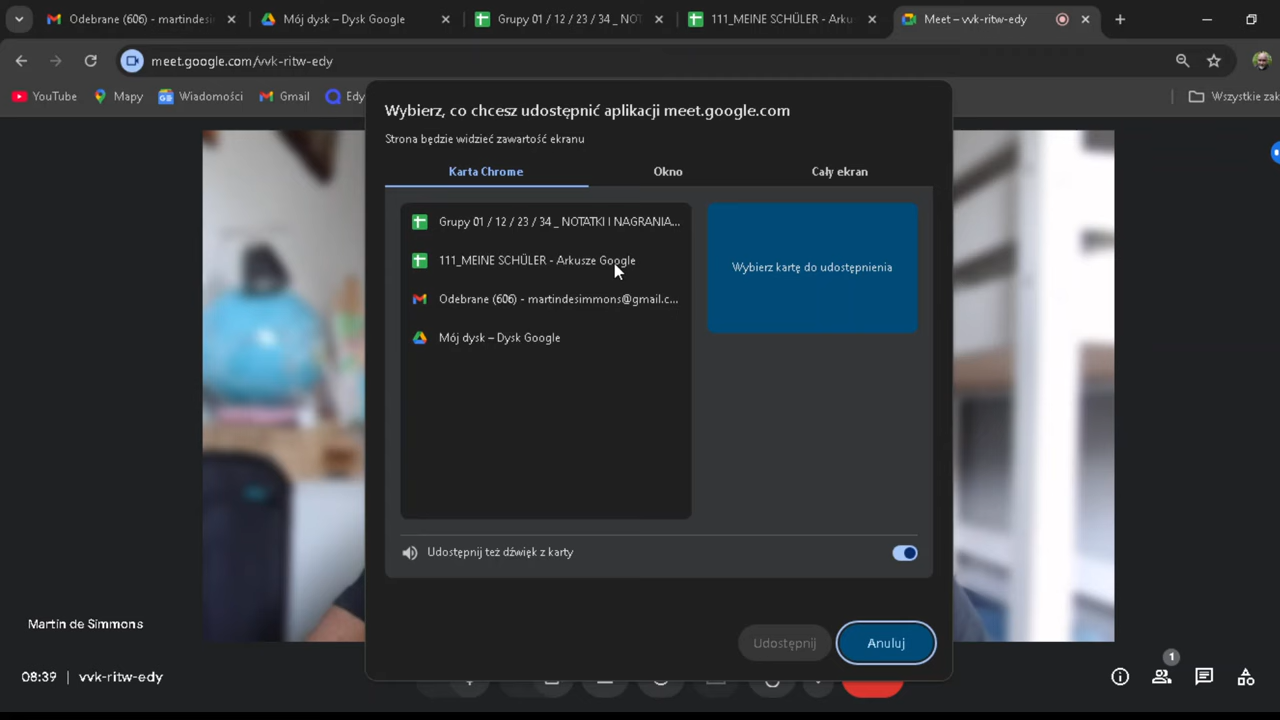 Odebrane (606) - martindesim
Mój dysk – Dysk Google
Grupy 01 / 12 / 23 / 34 _ NOT
111_MEINE SCHÜLER - Arku
Meet – vvk-ritw-edy
meet.google.com/vvk-ritw-edy
YouTube
Mapy
Wiadomości
Gmail
Edy
Wszystkie zak
Wybierz, co chcesz udostępnić aplikacji meet.google.com
Strona będzie widzieć zawartość ekranu
Karta Chrome
Okno
Cały ekran
Grupy 01 / 12 / 23 / 34 _ NOTATKI I NAGRANIA...
111_MEINE SCHÜLER - Arkusze Google
Odebrane (606) - martindesimmons@gmail.c...
Mój dysk – Dysk Google
Wybierz kartę do udostępnienia
Udostępnij też dźwięk z karty
Udostępnij
Anuluj
Martin de Simmons
08:39 | vvk-ritw-edy
1